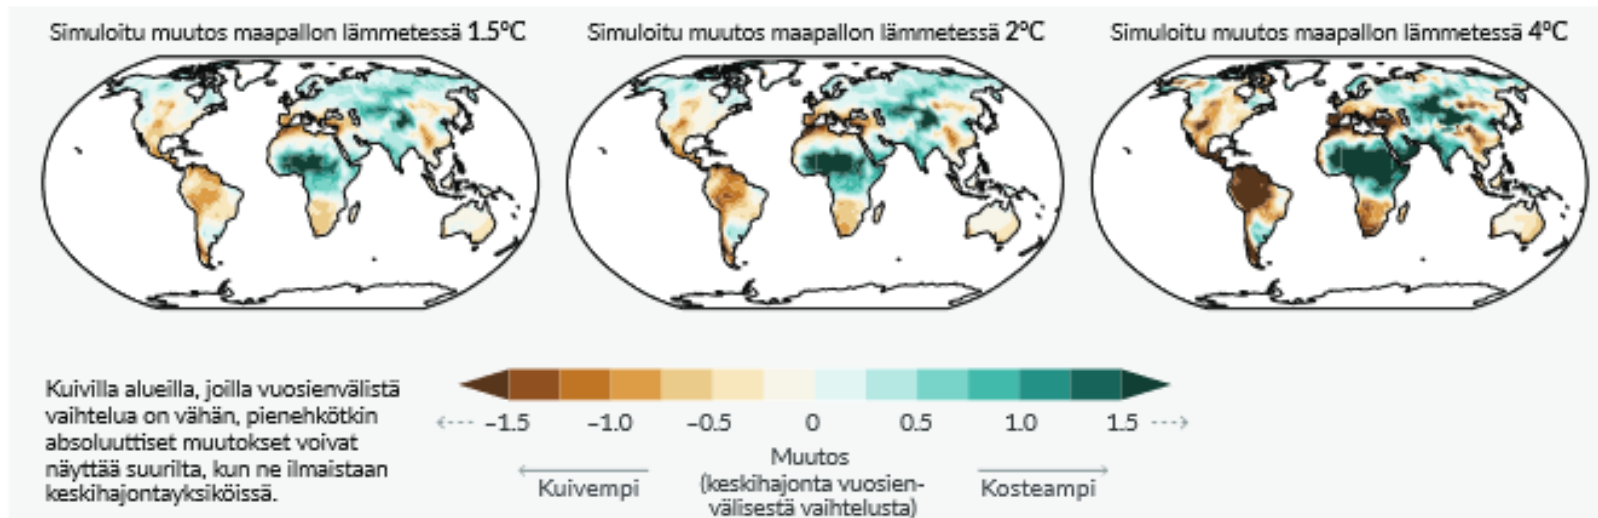 Simuloitu muutos maapallon lämmetessä 1.5°C
Simuloitu muutos maapallon lämmetessä 2°C
Simuloitu muutos maapallon lämmetessä 4°C
Kuivilla alueilla, joilla vuosienvälistä
vaihtelua on vähän, pienehkötkin
absoluuttiset muutokset voivat
näyttää suurilta, kun ne ilmaistaan
keskihajontayksiköissä.
−1.5 −1.0 −0.5 0 0.5 1.0 1.5
Kuivempi
Muutos
(keskihajonta vuosien-
välisestä vaihtelusta)
Kosteampi